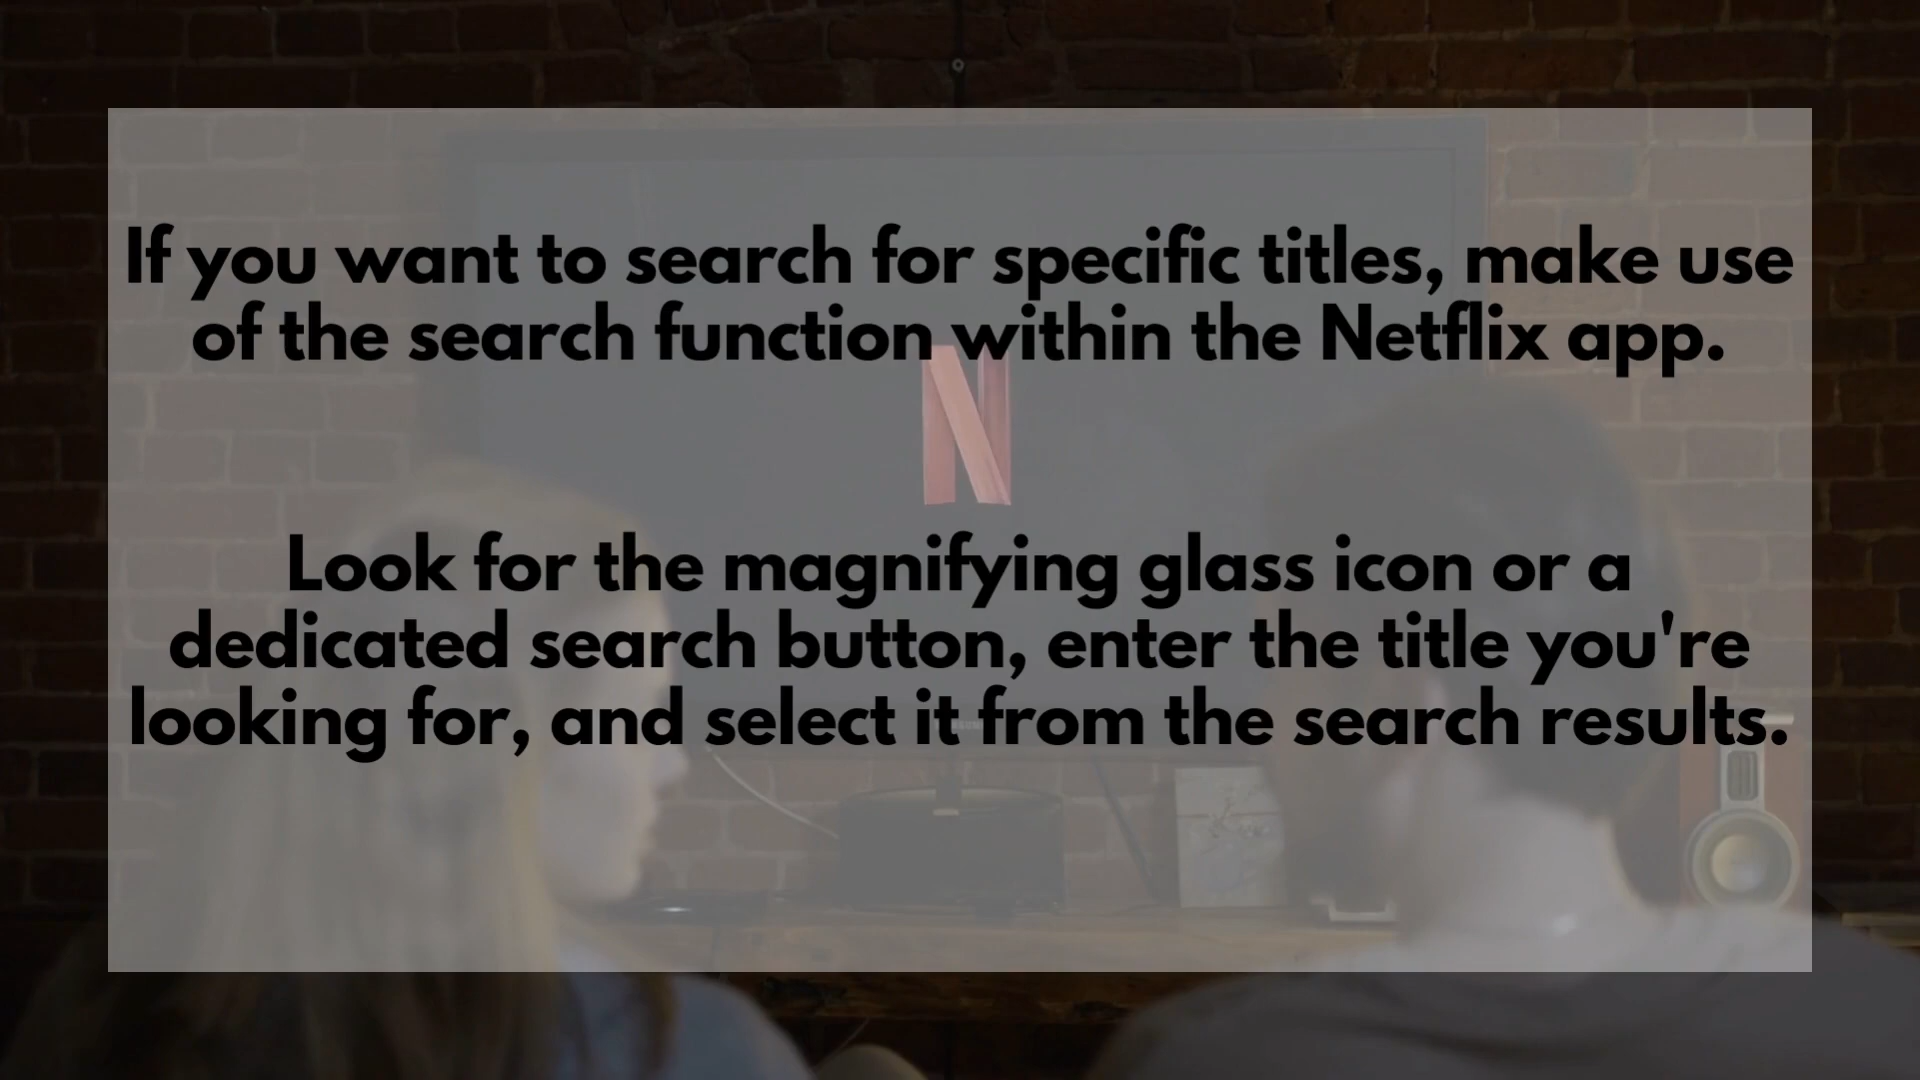 If you want to search for specific titles, make use
of the search function within the Netflix app.
N
Look for the magnifying glass icon or a
dedicated search button, enter the title you're
looking for, and select it from the search results.